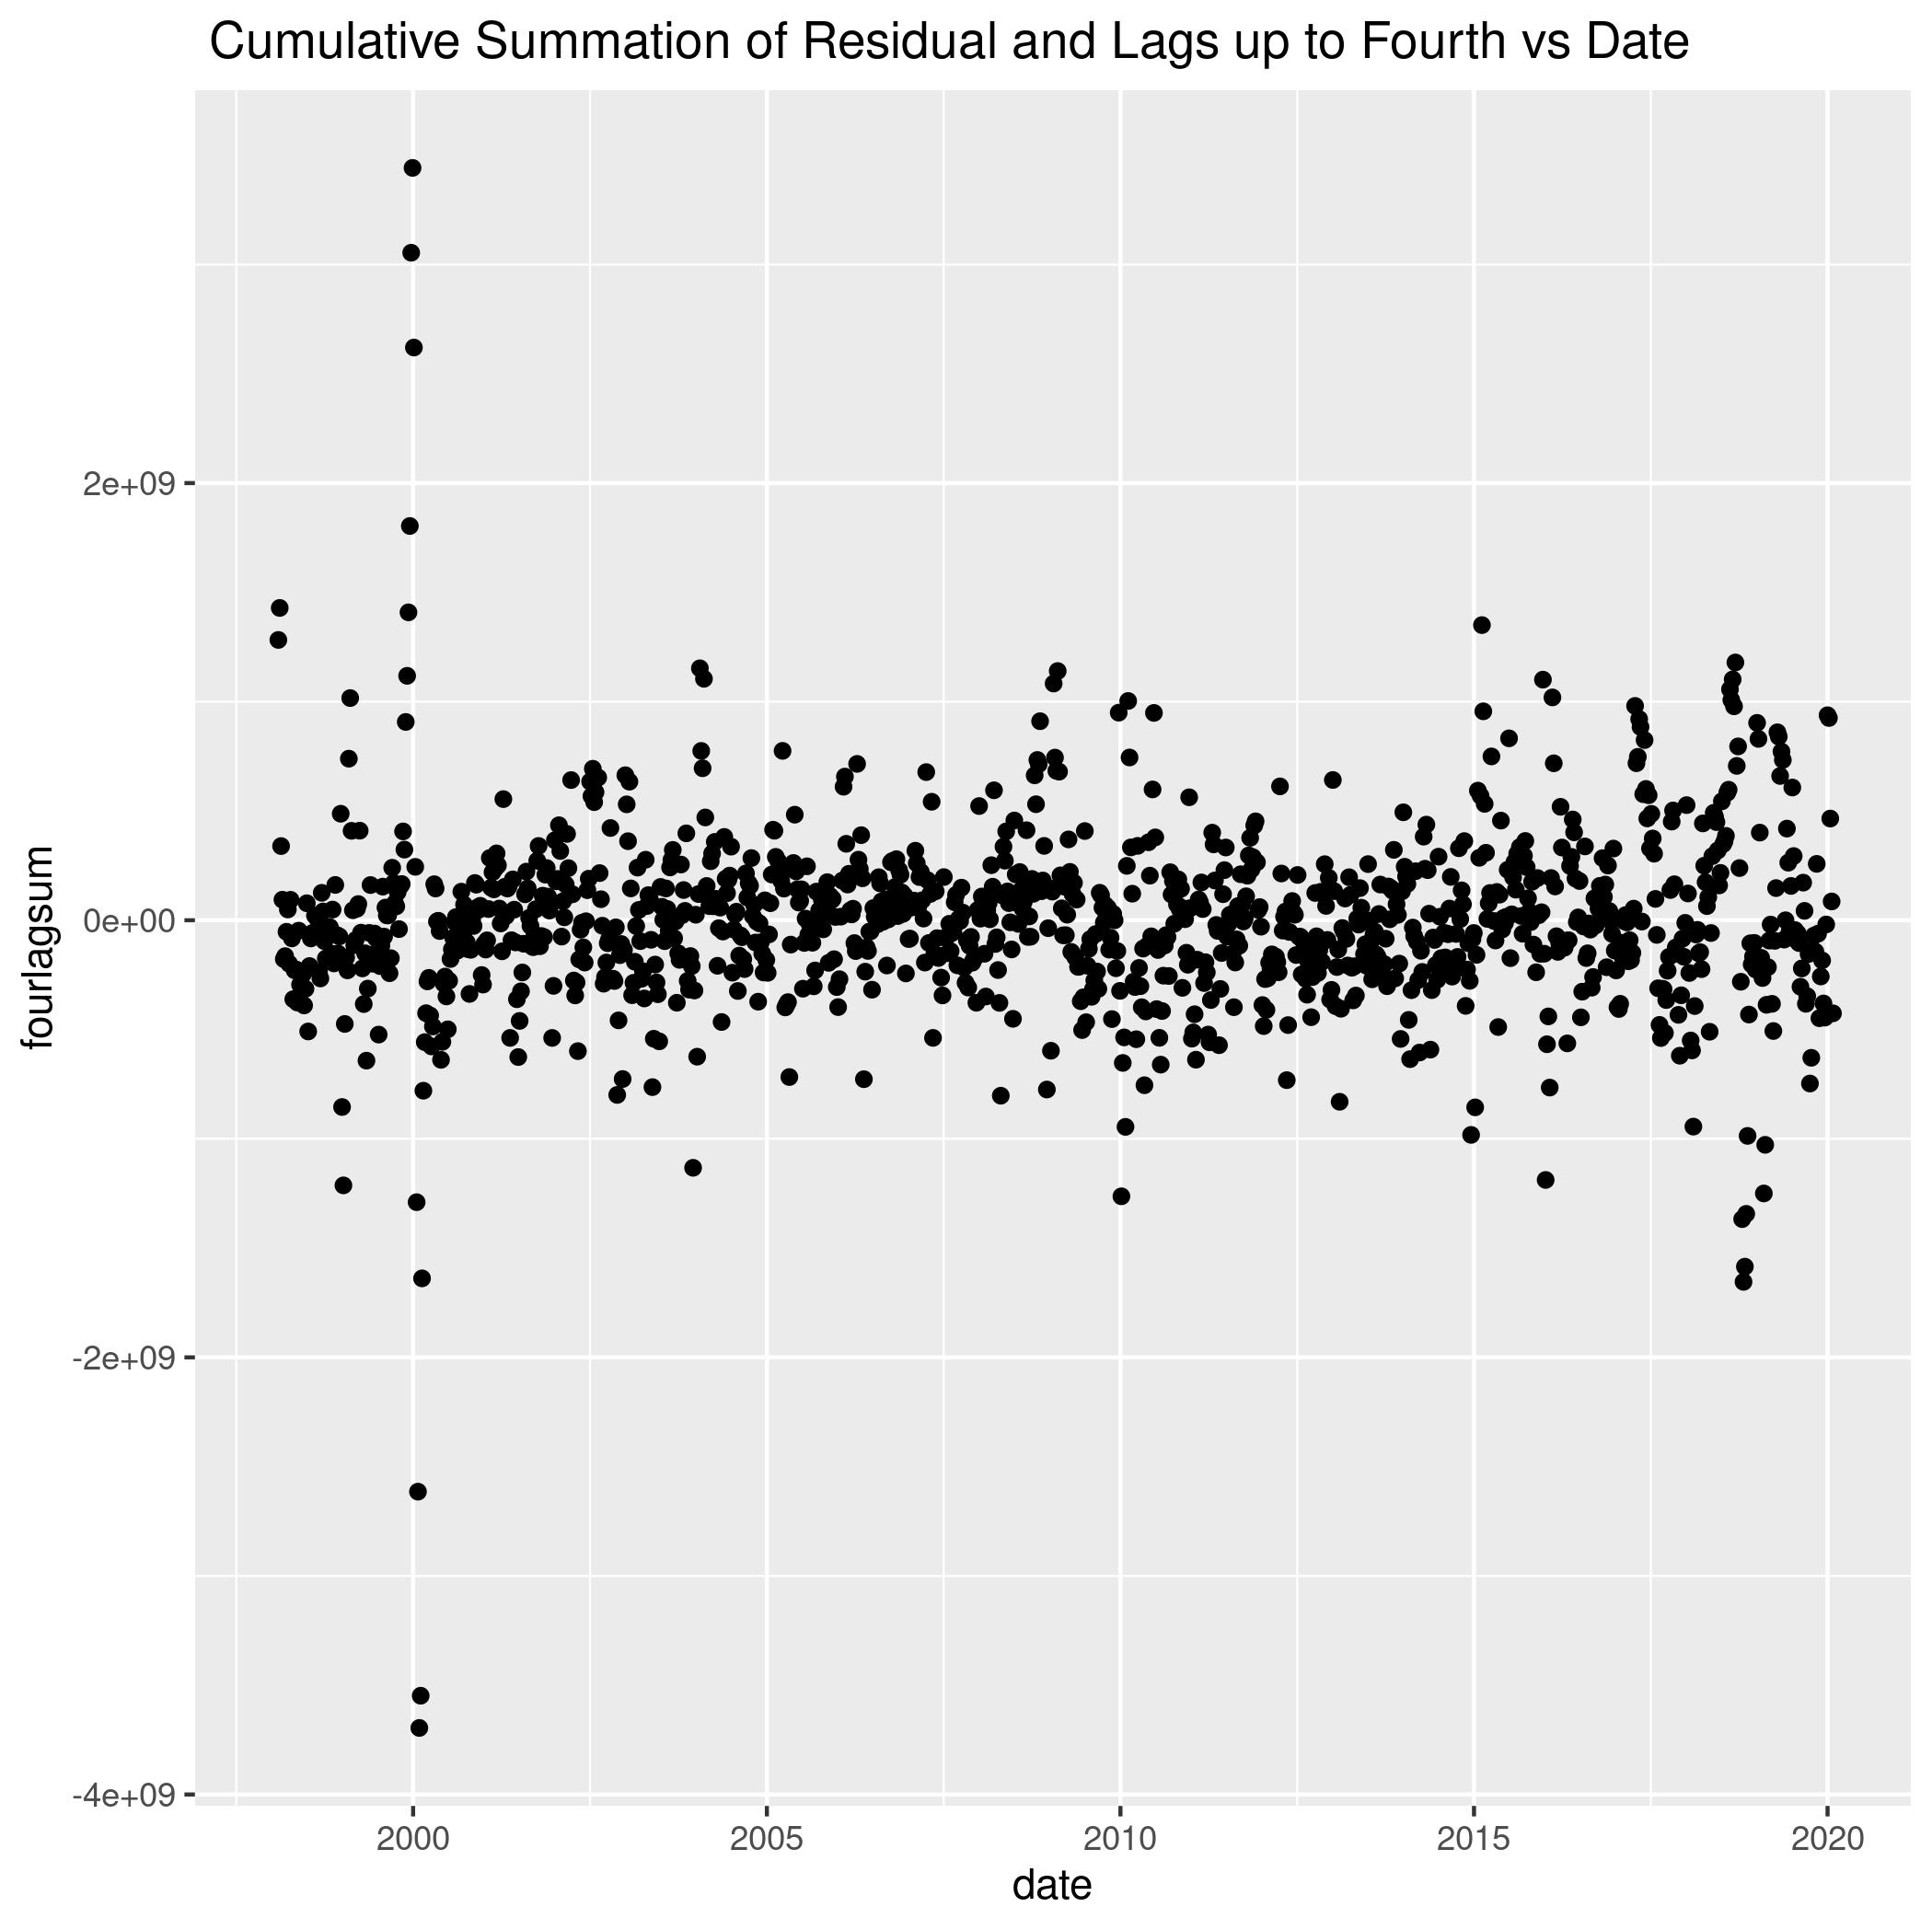 Cumulative Summation of Residual and Lags up to Fourth vs Date
fourlagsum
2e+09
0e+00
-2e+09
-4e+09
2000 2005 2010 2015 2020
date